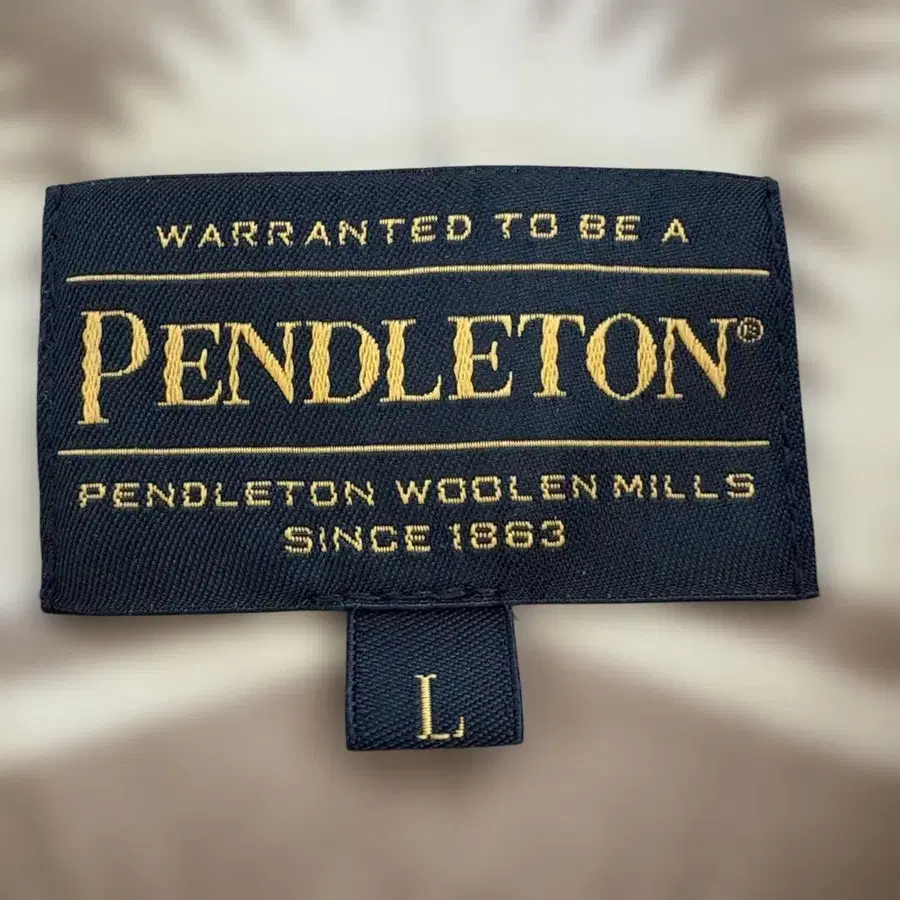 WARRANTED TO BE A
PENDLETON®
PENDLETON WOOLEN MILLS
SINCE 1863
L